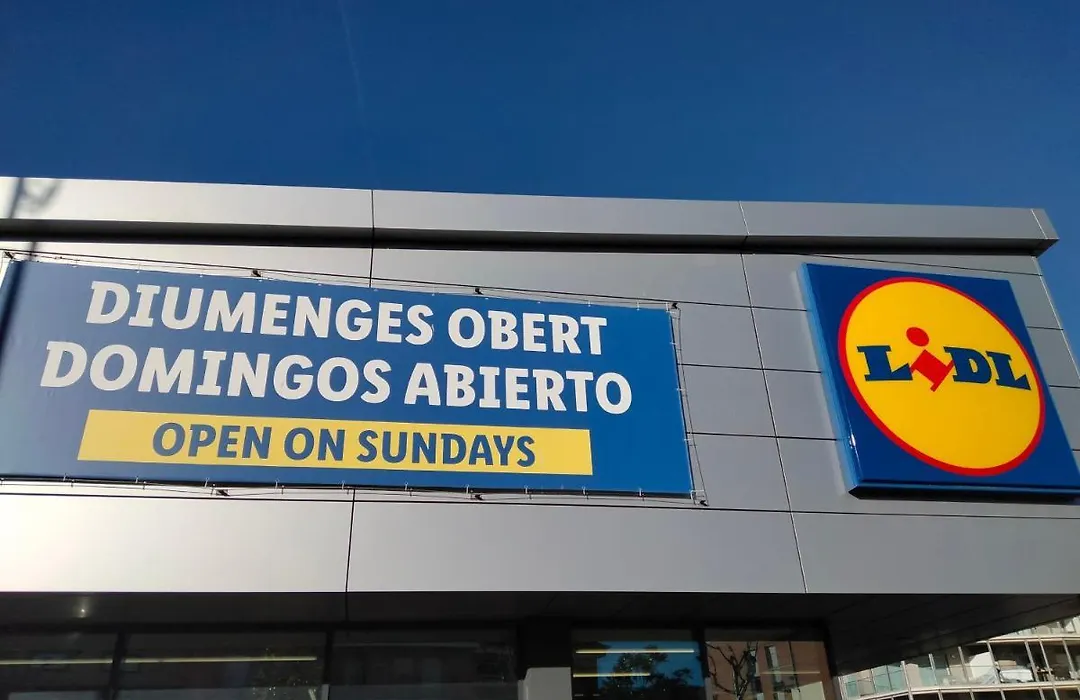 DIUMENGES OBERT
DOMINGOS ABIERTO
OPEN ON SUNDAYS
LiDL